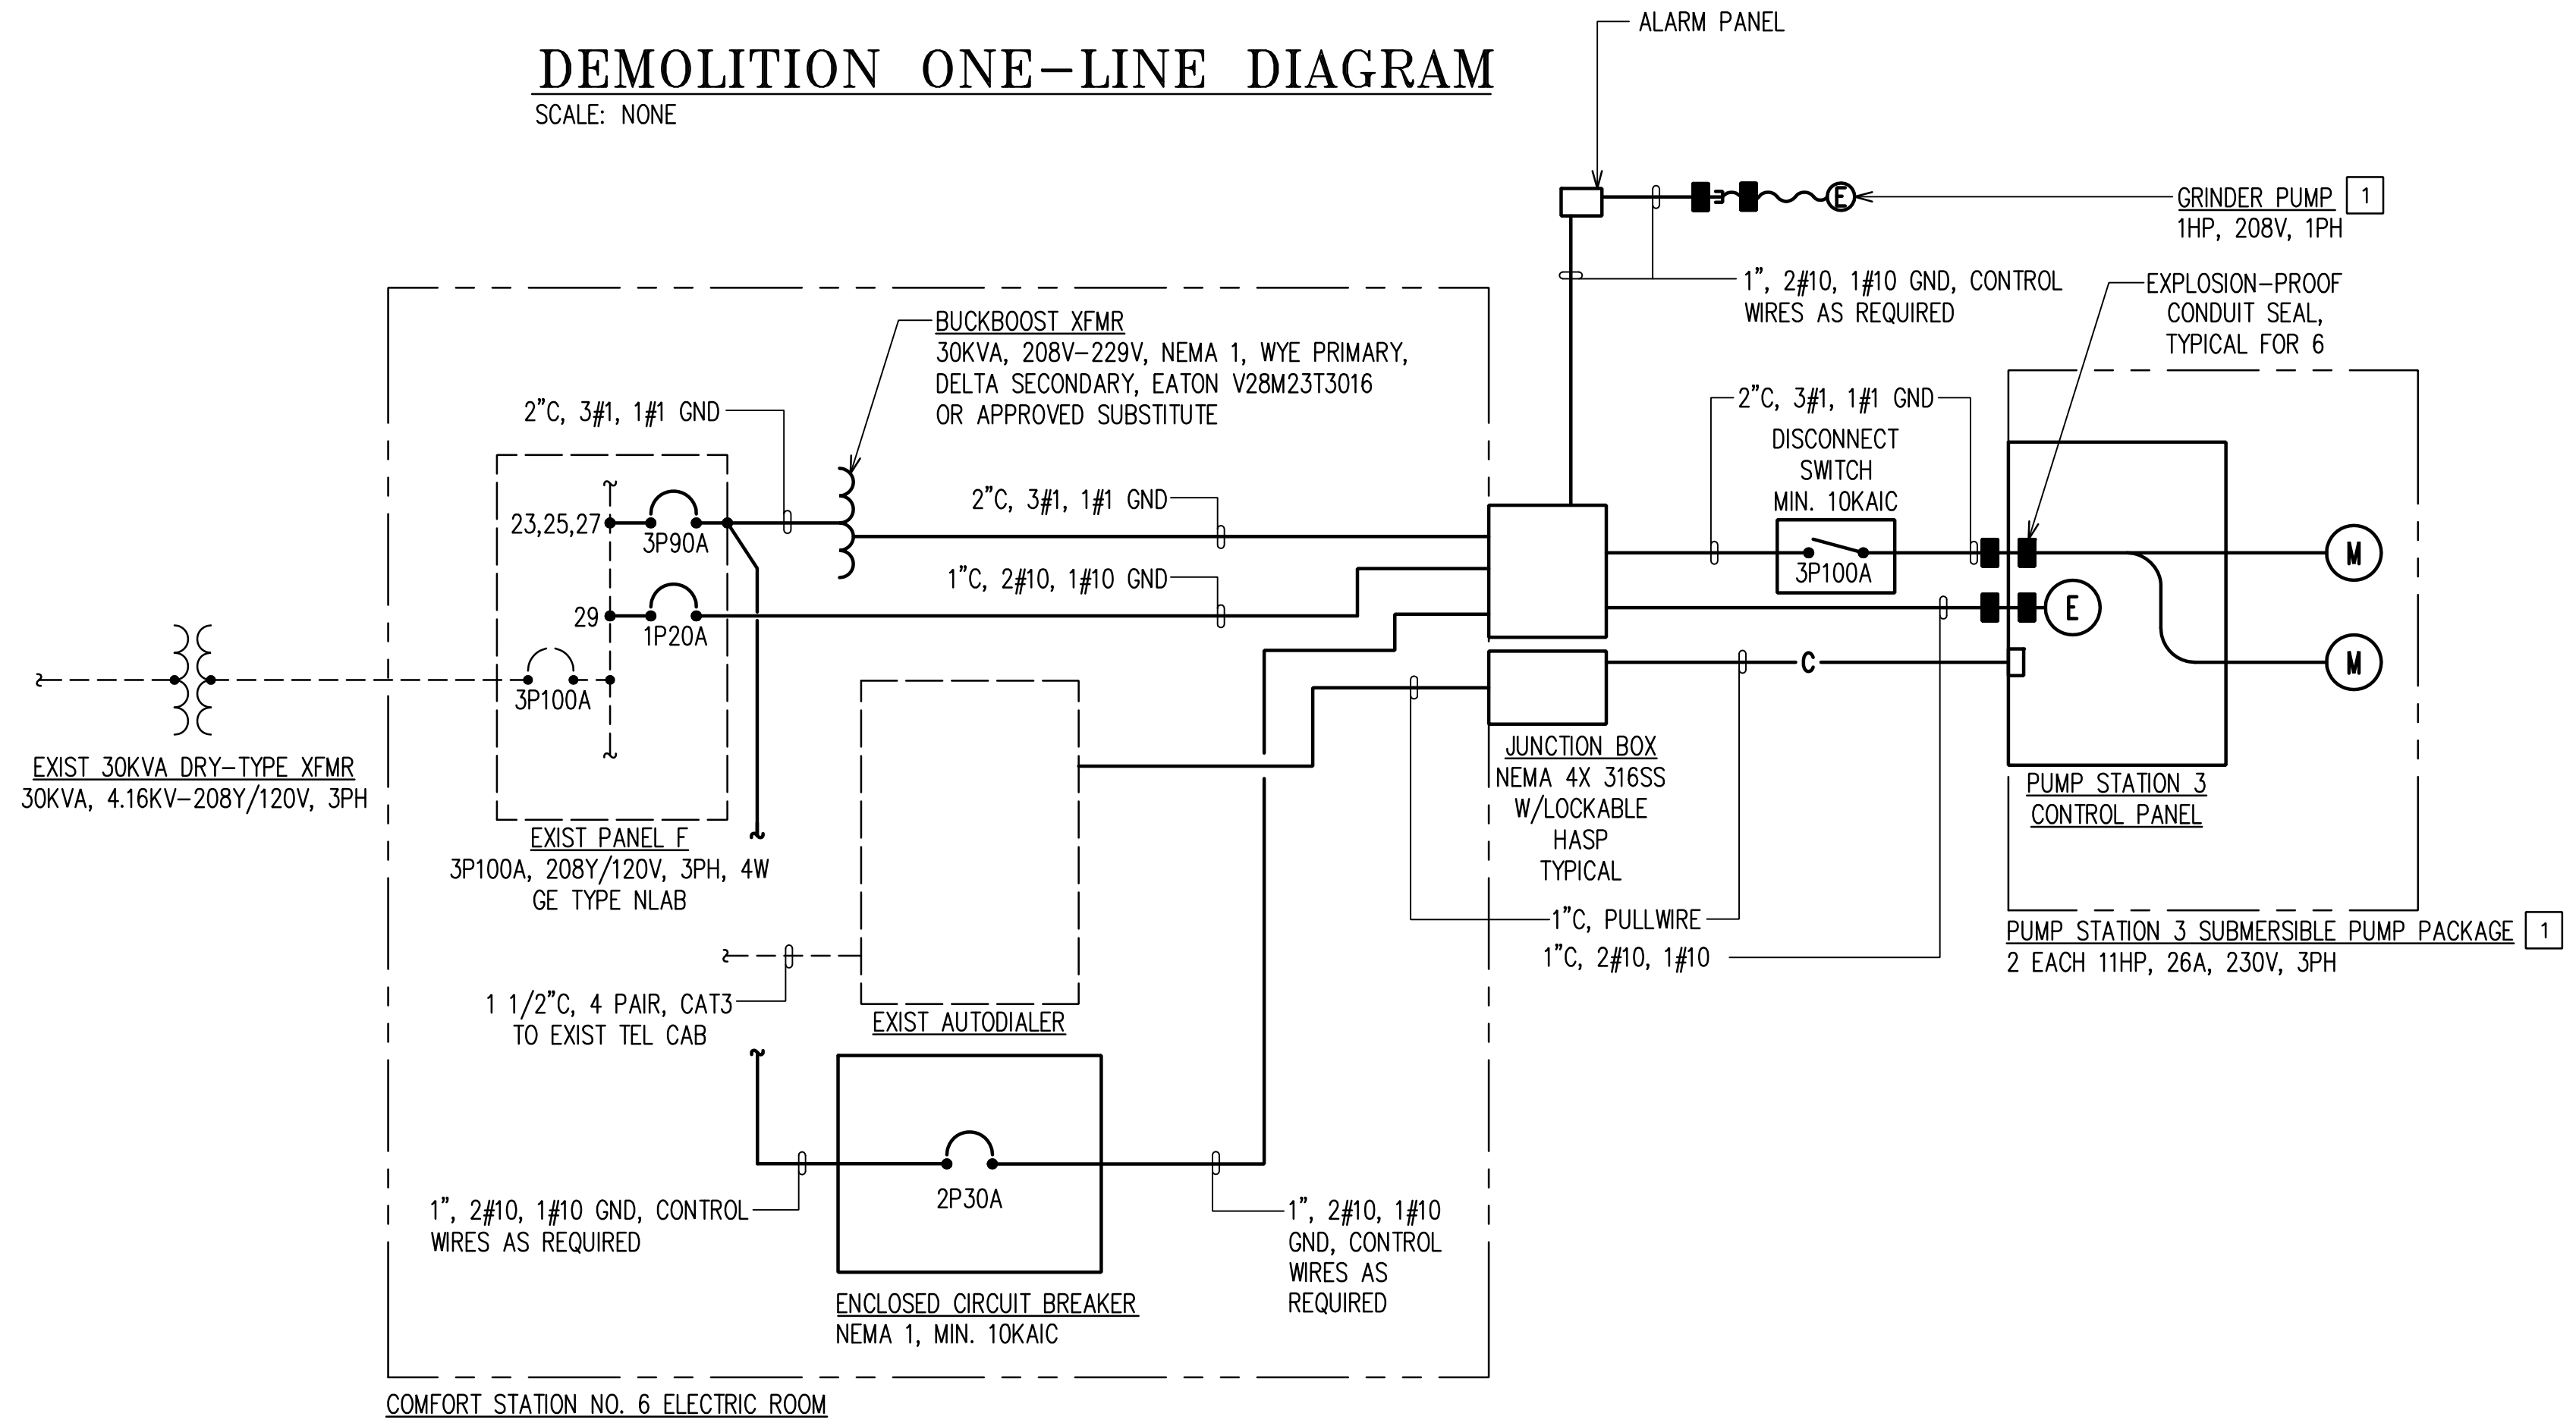 DEMOLITION ONE-LINE DIAGRAM
SCALE: NONE
ALARM PANEL
GRINDER PUMP 1
1HP, 208V, 1PH
E
1", 2#10, 1#10 GND, CONTROL
WIRES AS REQUIRED
EXPLOSION-PROOF
CONDUIT SEAL,
TYPICAL FOR 6
BUCKBOOST XFMR
30KVA, 208V-229V, NEMA 1, WYE PRIMARY,
DELTA SECONDARY, EATON V28M23T3016
OR APPROVED SUBSTITUTE
2"C, 3#1, 1#1 GND
2"C, 3#1, 1#1 GND
1"C, 2#10, 1#10 GND
23,25,27
3P90A
29
1P20A
3P100A
2"C, 3#1, 1#1 GND
DISCONNECT
SWITCH
MIN. 10KAIC
3P100A
M
E
C
M
EXIST 30KVA DRY-TYPE XFMR
30KVA, 4.16KV-208Y/120V, 3PH
EXIST PANEL F
3P100A, 208Y/120V, 3PH, 4W
GE TYPE NLAB
JUNCTION BOX
NEMA 4X 316SS
W/LOCKABLE
HASP
TYPICAL
PUMP STATION 3
CONTROL PANEL
1"C, PULLWIRE
1"C, 2#10, 1#10
PUMP STATION 3 SUBMERSIBLE PUMP PACKAGE 1
2 EACH 11HP, 26A, 230V, 3PH
1 1/2"C, 4 PAIR, CAT3
TO EXIST TEL CAB
EXIST AUTODIALER
2P30A
1", 2#10, 1#10 GND, CONTROL
WIRES AS REQUIRED
1", 2#10, 1#10
GND, CONTROL
WIRES AS
REQUIRED
ENCLOSED CIRCUIT BREAKER
NEMA 1, MIN. 10KAIC
COMFORT STATION NO. 6 ELECTRIC ROOM